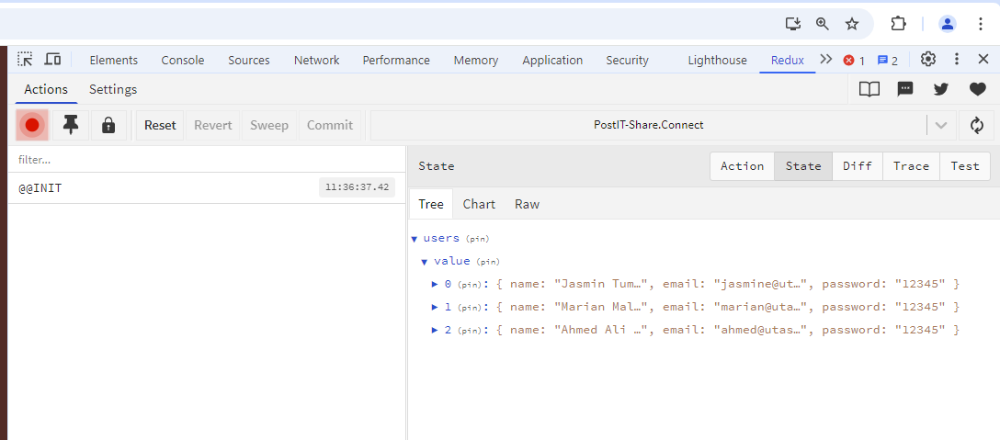 Elements Console Sources Network Performance Memory Application Security Lighthouse Redux 1 2
Actions Settings
Reset Revert Sweep Commit PostIT-Share.Connect
filter...
State Action State Diff Trace Test
@@INIT 11:36:37.42
Tree Chart Raw
users (pin)
value (pin)
0 (pin): { name: "Jasmin Tum…", email: "jasmine@ut…", password: "12345" }
1 (pin): { name: "Marian Mal…", email: "marian@uta…", password: "12345" }
2 (pin): { name: "Ahmed Ali …", email: "ahmed@utas…", password: "12345" }